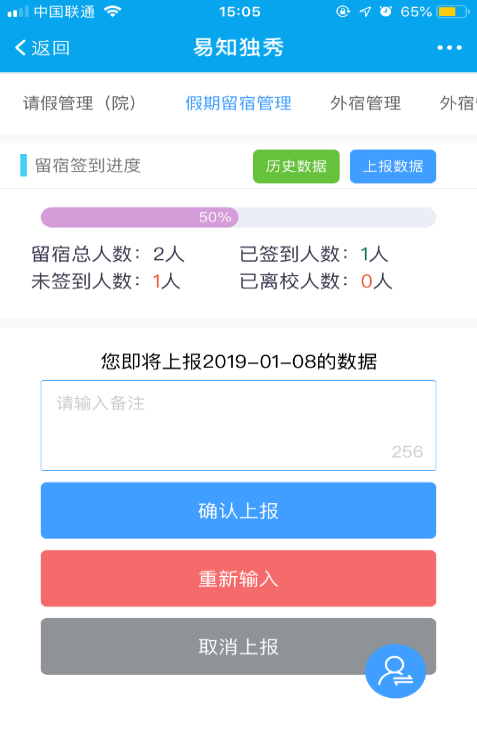 中国联通 15:05 65%
返回 易知独秀
请假管理（院） 假期留宿管理 外宿管理 外宿
留宿签到进度 历史数据 上报数据
50%
留宿总人数：2人 已签到人数：1人
未签到人数：1人 已离校人数：0人
您即将上报2019-01-08的数据
请输入备注
256
确认上报
重新输入
取消上报